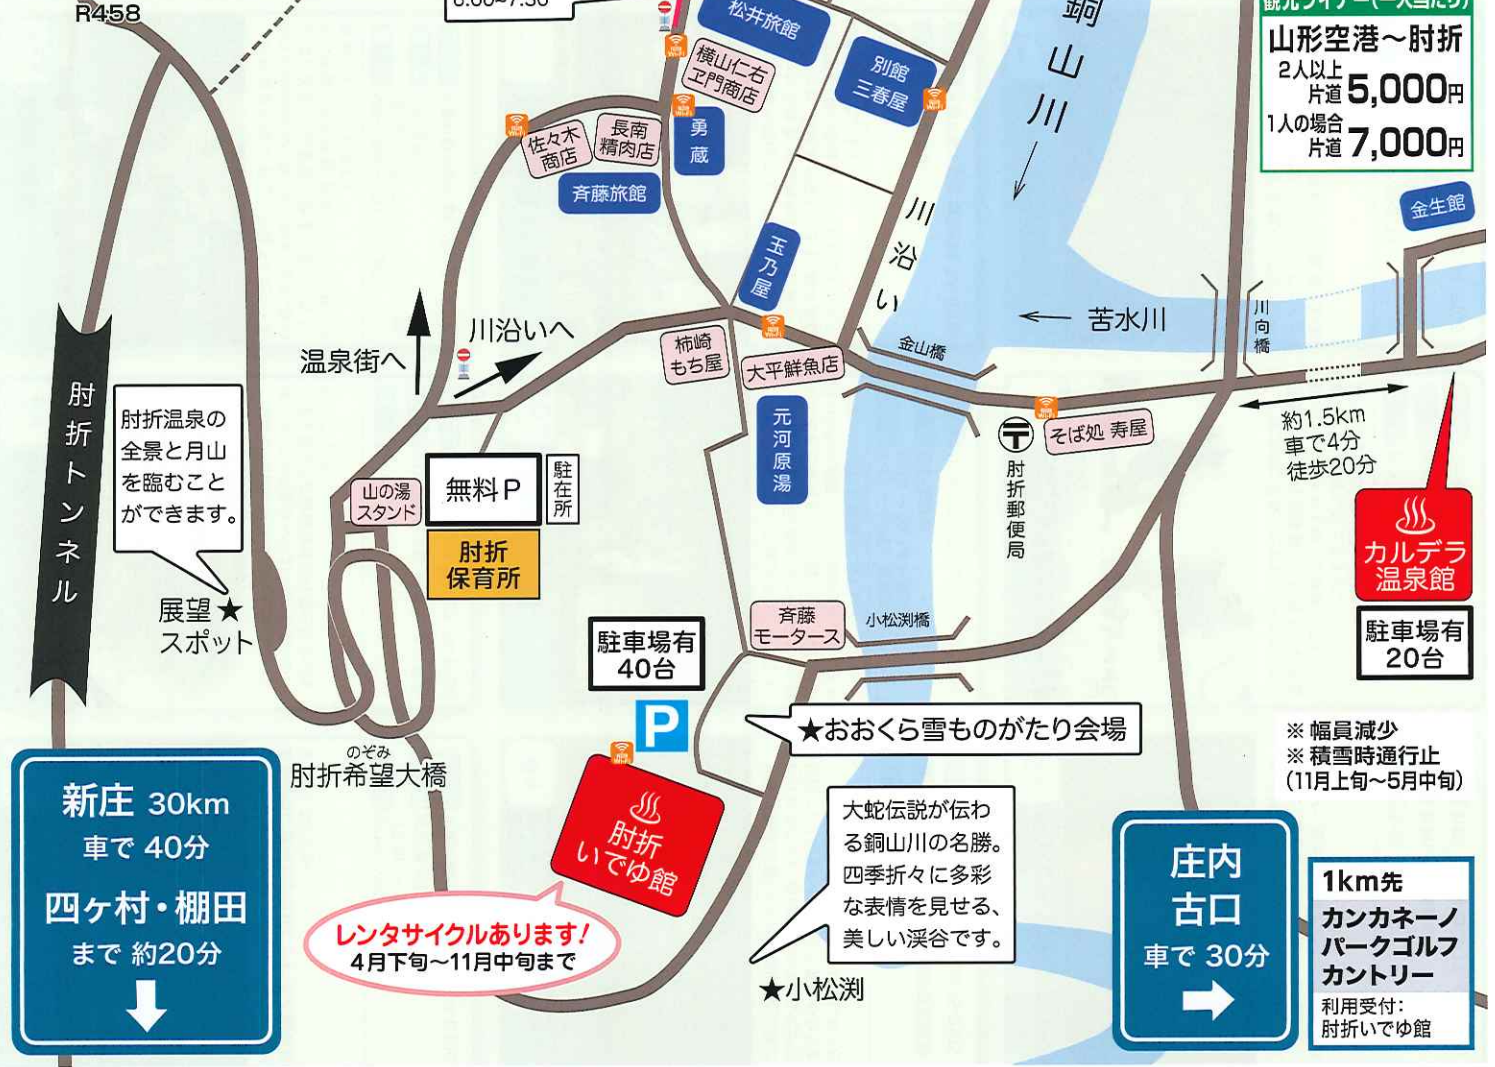 R458
松井旅館
横山仁右
ヱ門商店
別館
三春屋
銅山川
山形空港〜肘折
2人以上
片道 5,000円
1人の場合
片道 7,000円
佐々木
商店
長南
精肉店
勇蔵
斉藤旅館
金生館
玉乃屋
川沿い
川沿いへ
温泉街へ
柿崎
もち屋
大平鮮魚店
金山橋
苦水川
川向橋
肘折トンネル
肘折温泉の
全景と月山
を臨むこと
ができます。
展望★
スポット
山の湯
スタンド
無料P
駐在所
肘折
保育所
元河原湯
肘折郵便局
そば処 寿屋
約1.5km
車で4分
徒歩20分
カルデラ
温泉館
駐車場有
20台
駐車場有
40台
P
斉藤
モータース
小松渕橋
★おおくら雪ものがたり会場
のぞみ
肘折希望大橋
肘折
いでゆ館
レンタサイクルあります!
4月下旬〜11月中旬まで
大蛇伝説が伝わ
る銅山川の名勝。
四季折々に多彩
な表情を見せる、
美しい渓谷です。
★小松渕
※ 幅員減少
※ 積雪時通行止
(11月上旬〜5月中旬)
新庄 30km
車で 40分
四ヶ村・棚田
まで 約20分
庄内
古口
車で 30分
1km先
カンカネーノ
パークゴルフ
カントリー
利用受付：
肘折いでゆ館